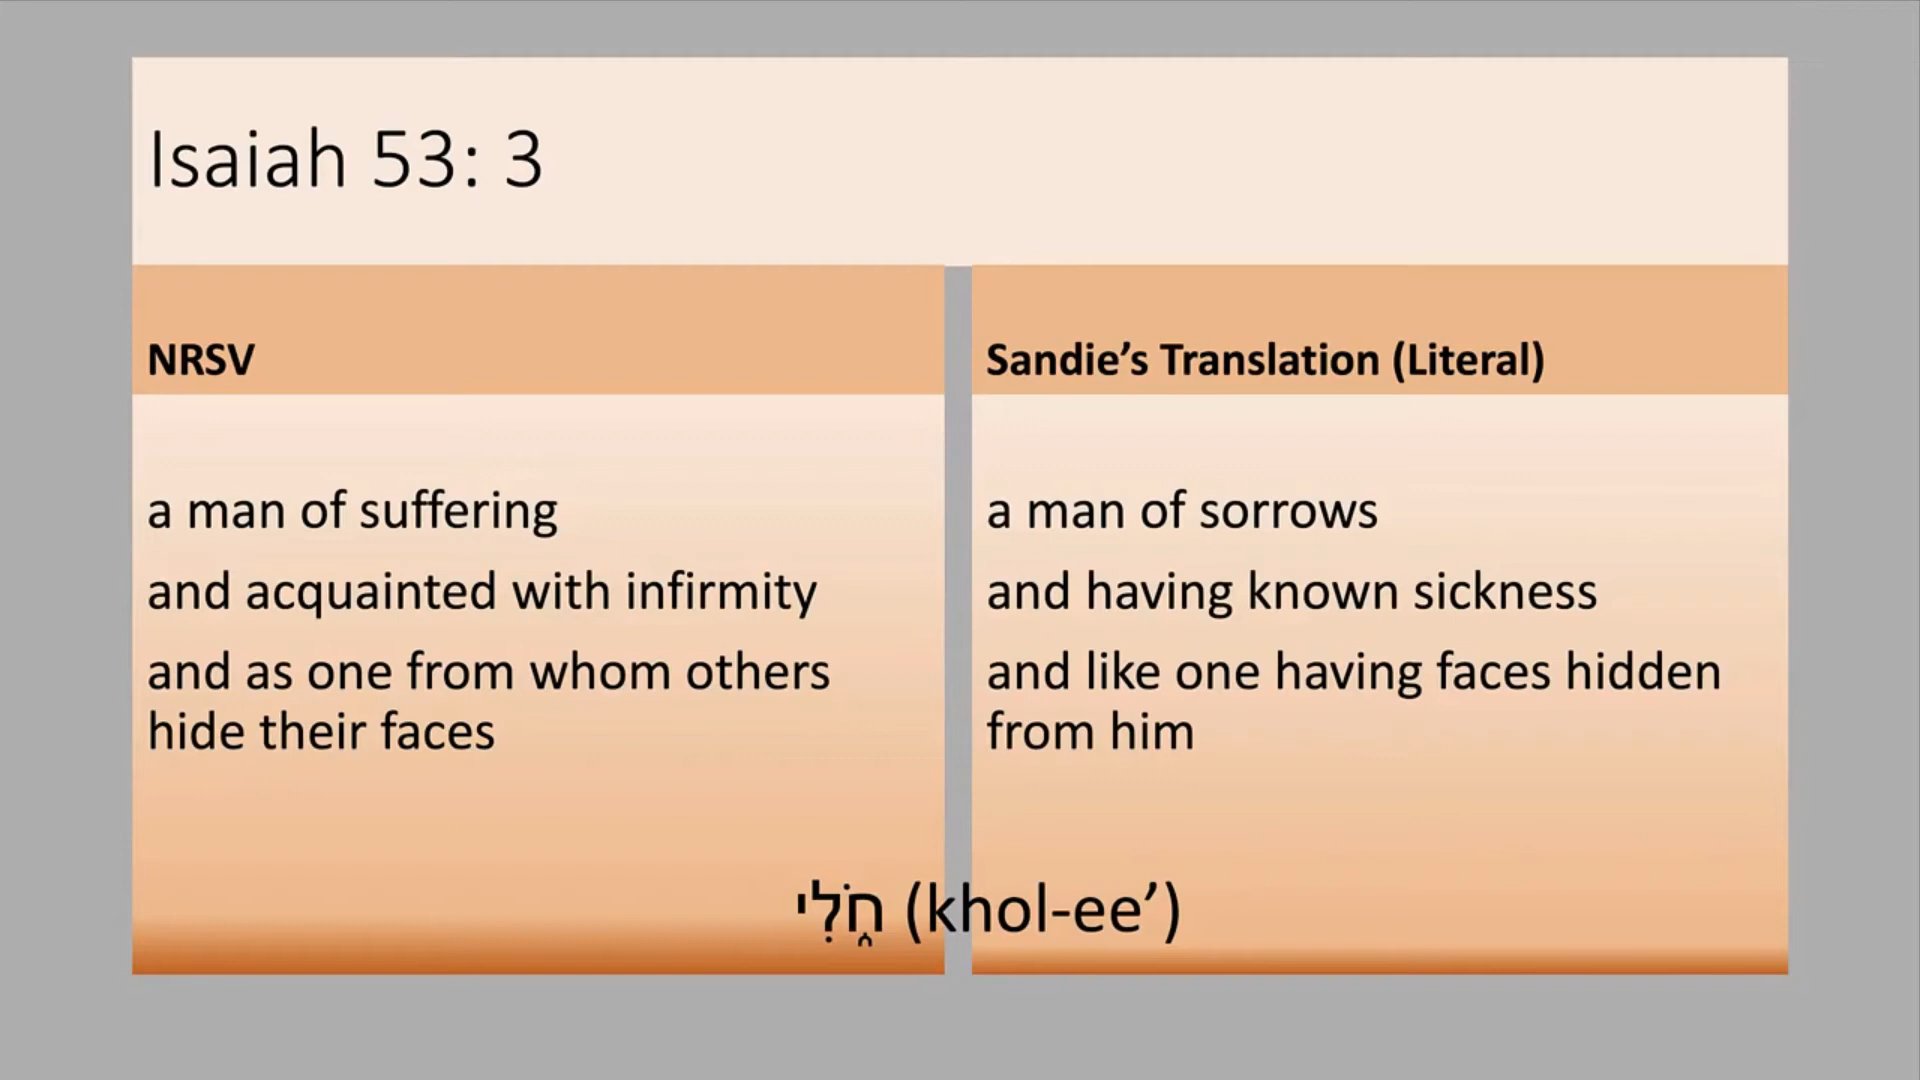 Isaiah 53: 3
NRSV
a man of suffering
and acquainted with infirmity
and as one from whom others
hide their faces
Sandie’s Translation (Literal)
a man of sorrows
and having known sickness
and like one having faces hidden
from him
חֹ֑לִי (khol-ee’)